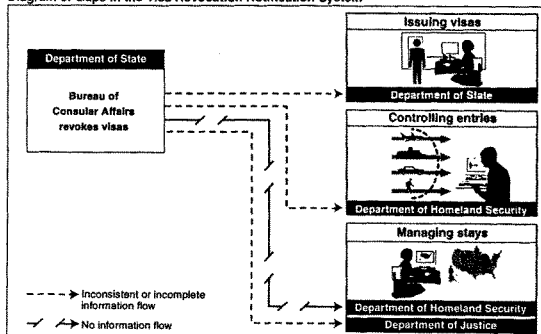 Diagram of Gaps in the Visa Revocation Notification System
Department of State
Bureau of
Consular Affairs
revokes visas
Issuing visas
Department of State
Controlling entries
Department of Homeland Security
Managing stays
Department of Homeland Security
Department of Justice
Inconsistent or incomplete
information flow
No information flow